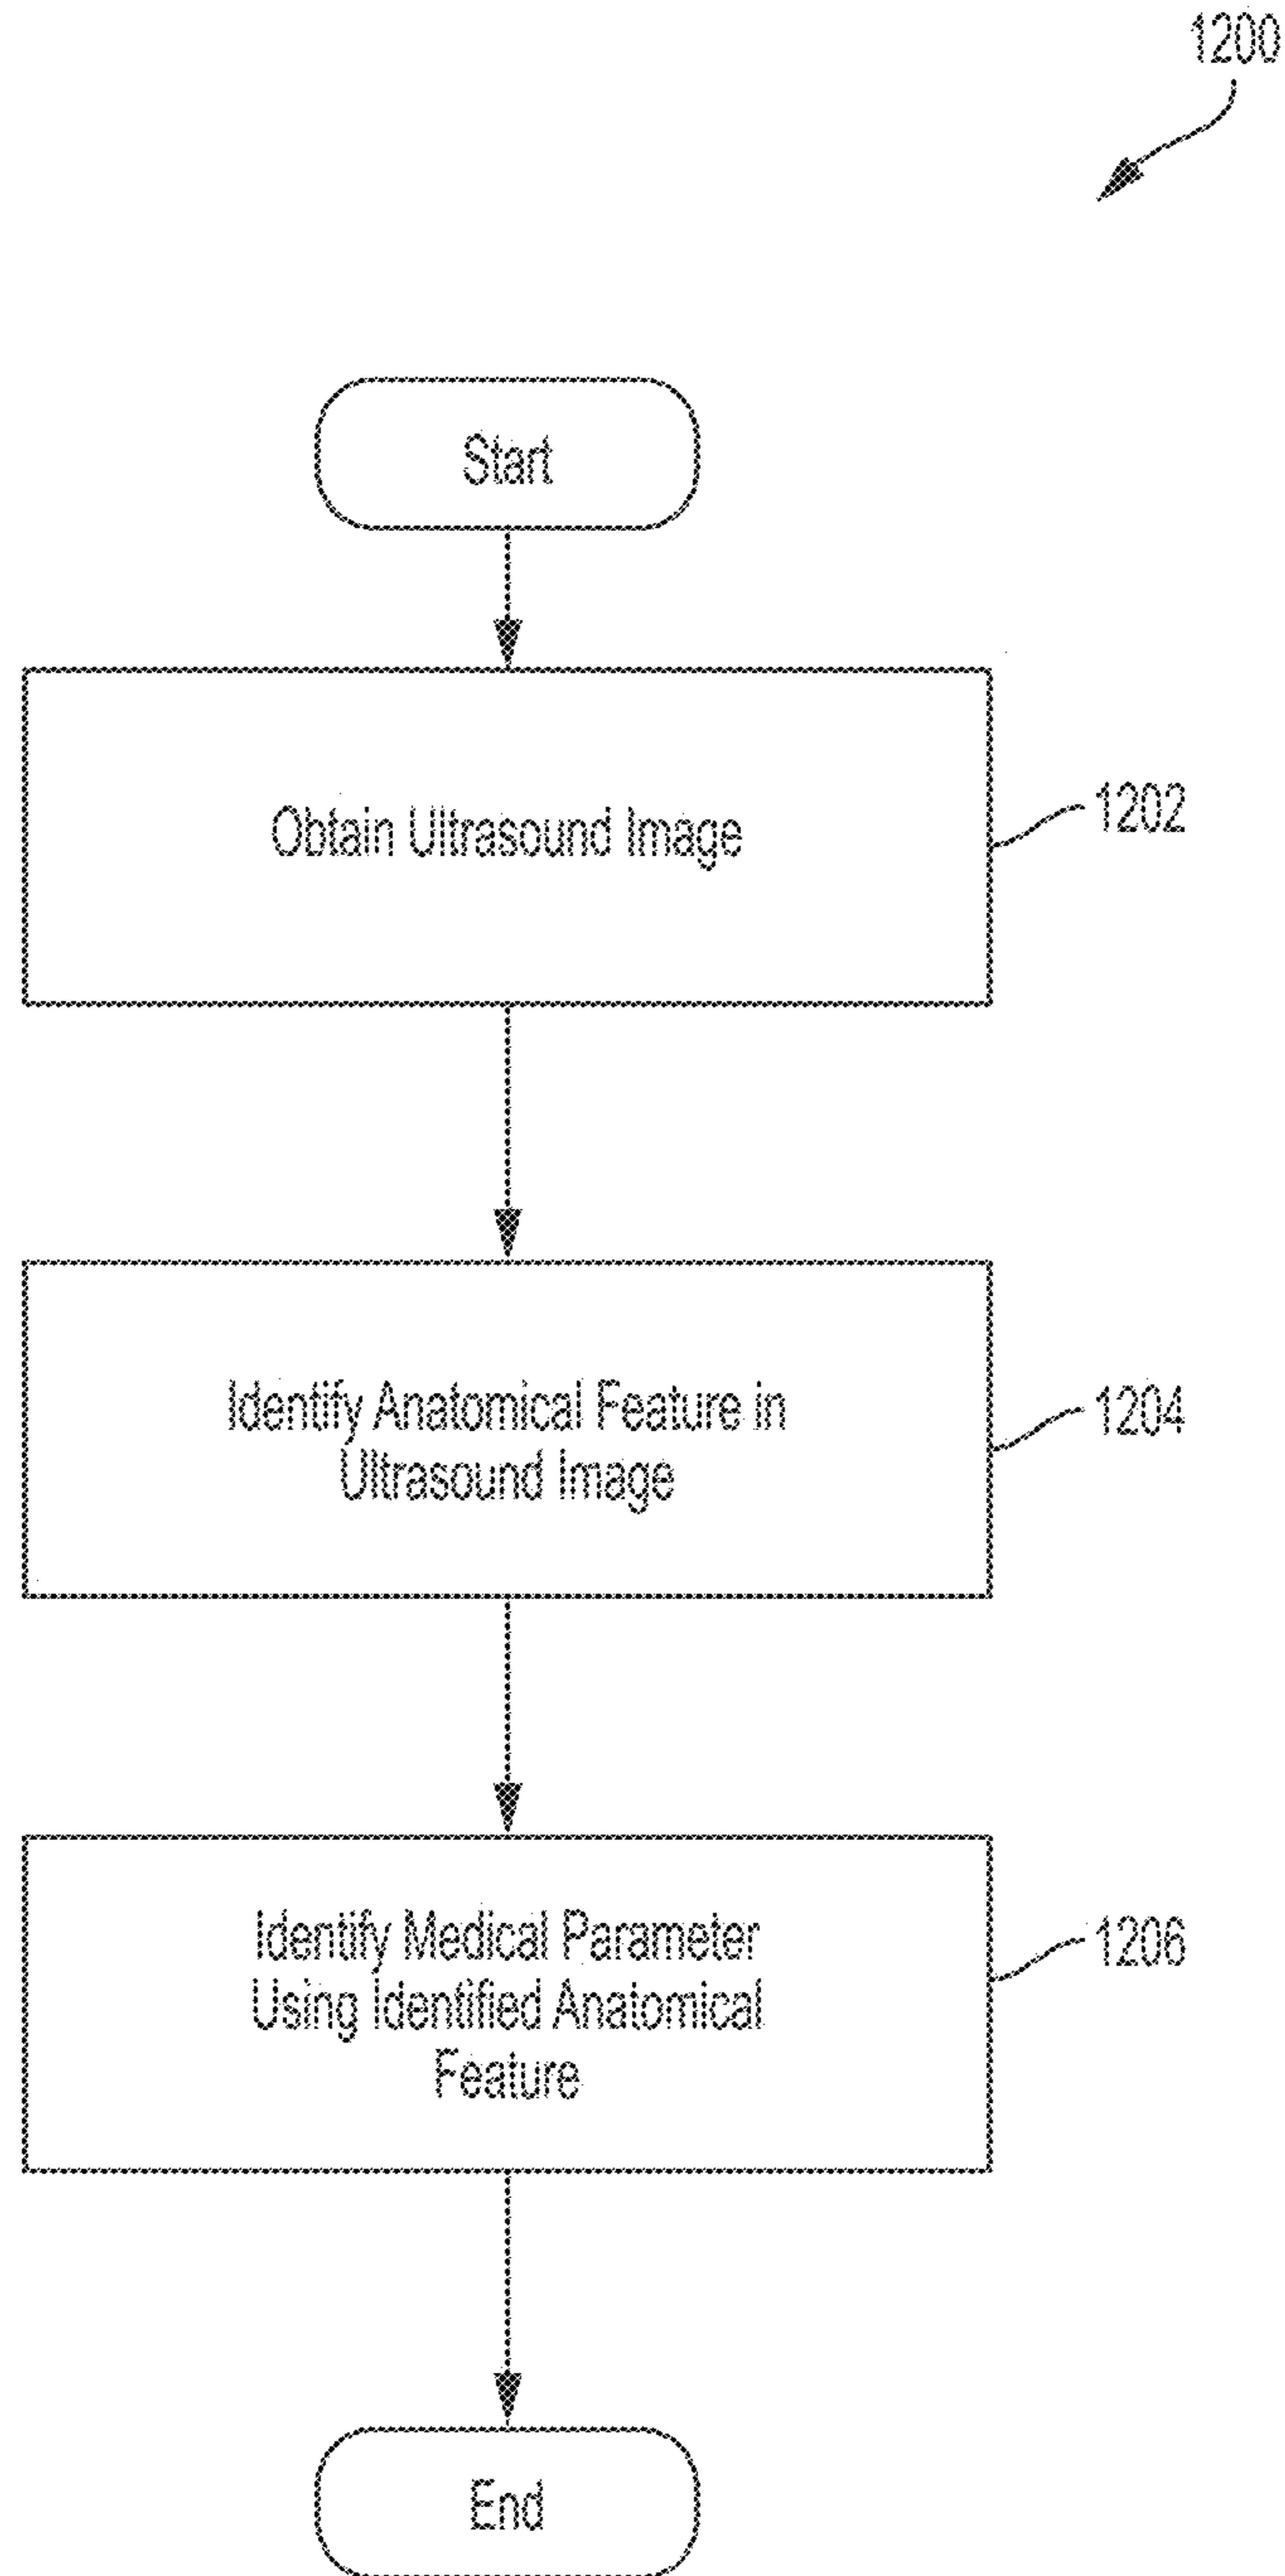 1200
Start
Obtain Ultrasound Image
1202
Identify Anatomical Feature in
Ultrasound Image
1204
Identify Medical Parameter
Using Identified Anatomical
Feature
1206
End